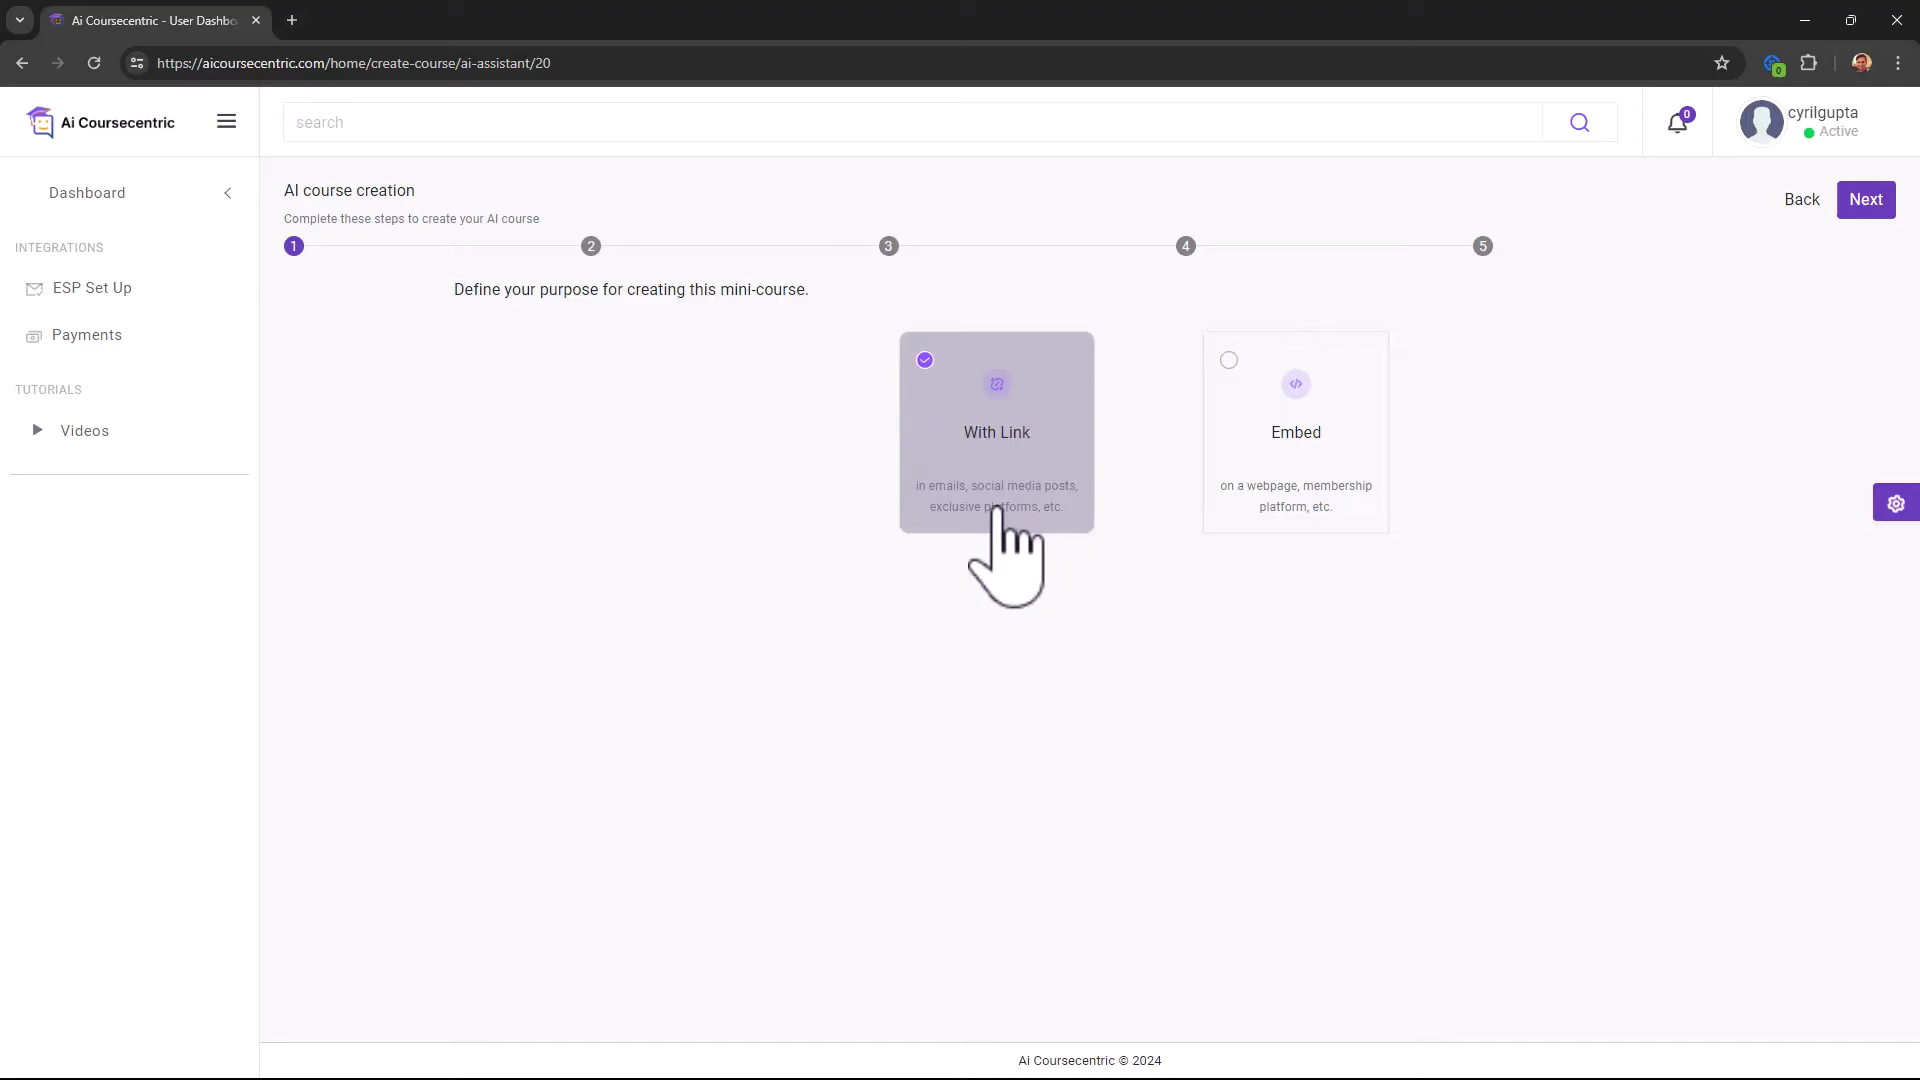 Ai Coursecentric - User Dashbo
https://aicoursecentric.com/home/create-course/ai-assistant/20
0
Ai Coursecentric
search
0
cyrilgupta
Active
Dashboard
INTEGRATIONS
ESP Set Up
Payments
TUTORIALS
Videos
AI course creation
Complete these steps to create your AI course
Back
Next
1
2
3
4
5
Define your purpose for creating this mini-course.
With Link
in emails, social media posts,
exclusive platforms, etc.
Embed
on a webpage, membership
platform, etc.
Ai Coursecentric © 2024